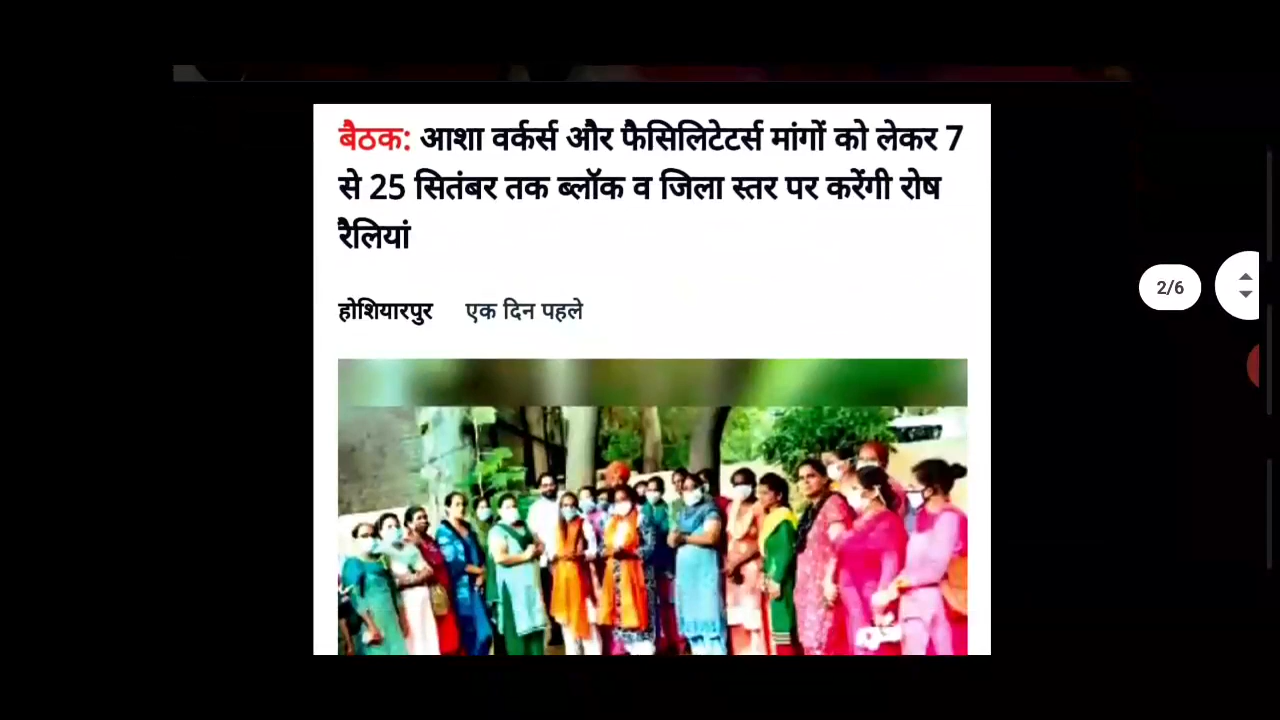 बैठक: आशा वर्कर्स और फैसिलिटेटर्स मांगों को लेकर 7
से 25 सितंबर तक ब्लॉक व जिला स्तर पर करेंगी रोष
रैलियां
होशियारपुर एक दिन पहले
2/6